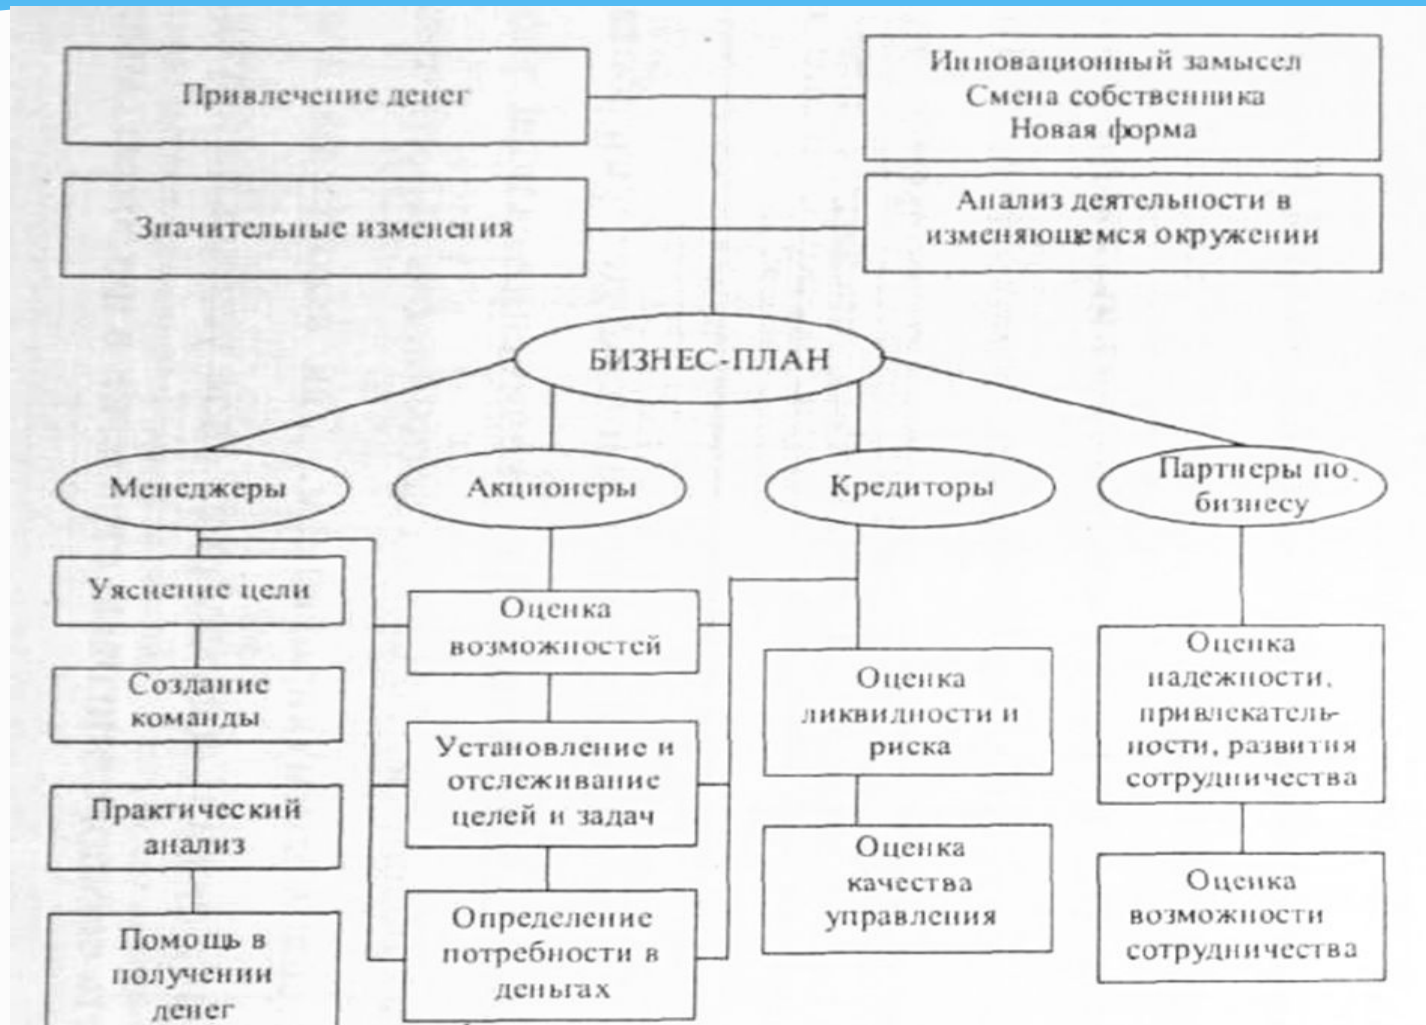 Привлечение денег
Инновационный замысел
Смена собственника
Новая форма
Значительные изменения
Анализ деятельности в
изменяющемся окружении
БИЗНЕС-ПЛАН
Менеджеры
Акционеры
Кредиторы
Партнеры по
бизнесу
Уяснение цели
Создание
команды
Практический
анализ
Помощь в
получении
денег
Оценка
возможностей
Установление и
отслеживание
целей и задач
Определение
потребности в
деньгах
Оценка
ликвидности и
риска
Оценка
качества
управления
Оценка
надежности,
привлекатель-
ности, развития
сотрудничества
Оценка
возможности
сотрудничества